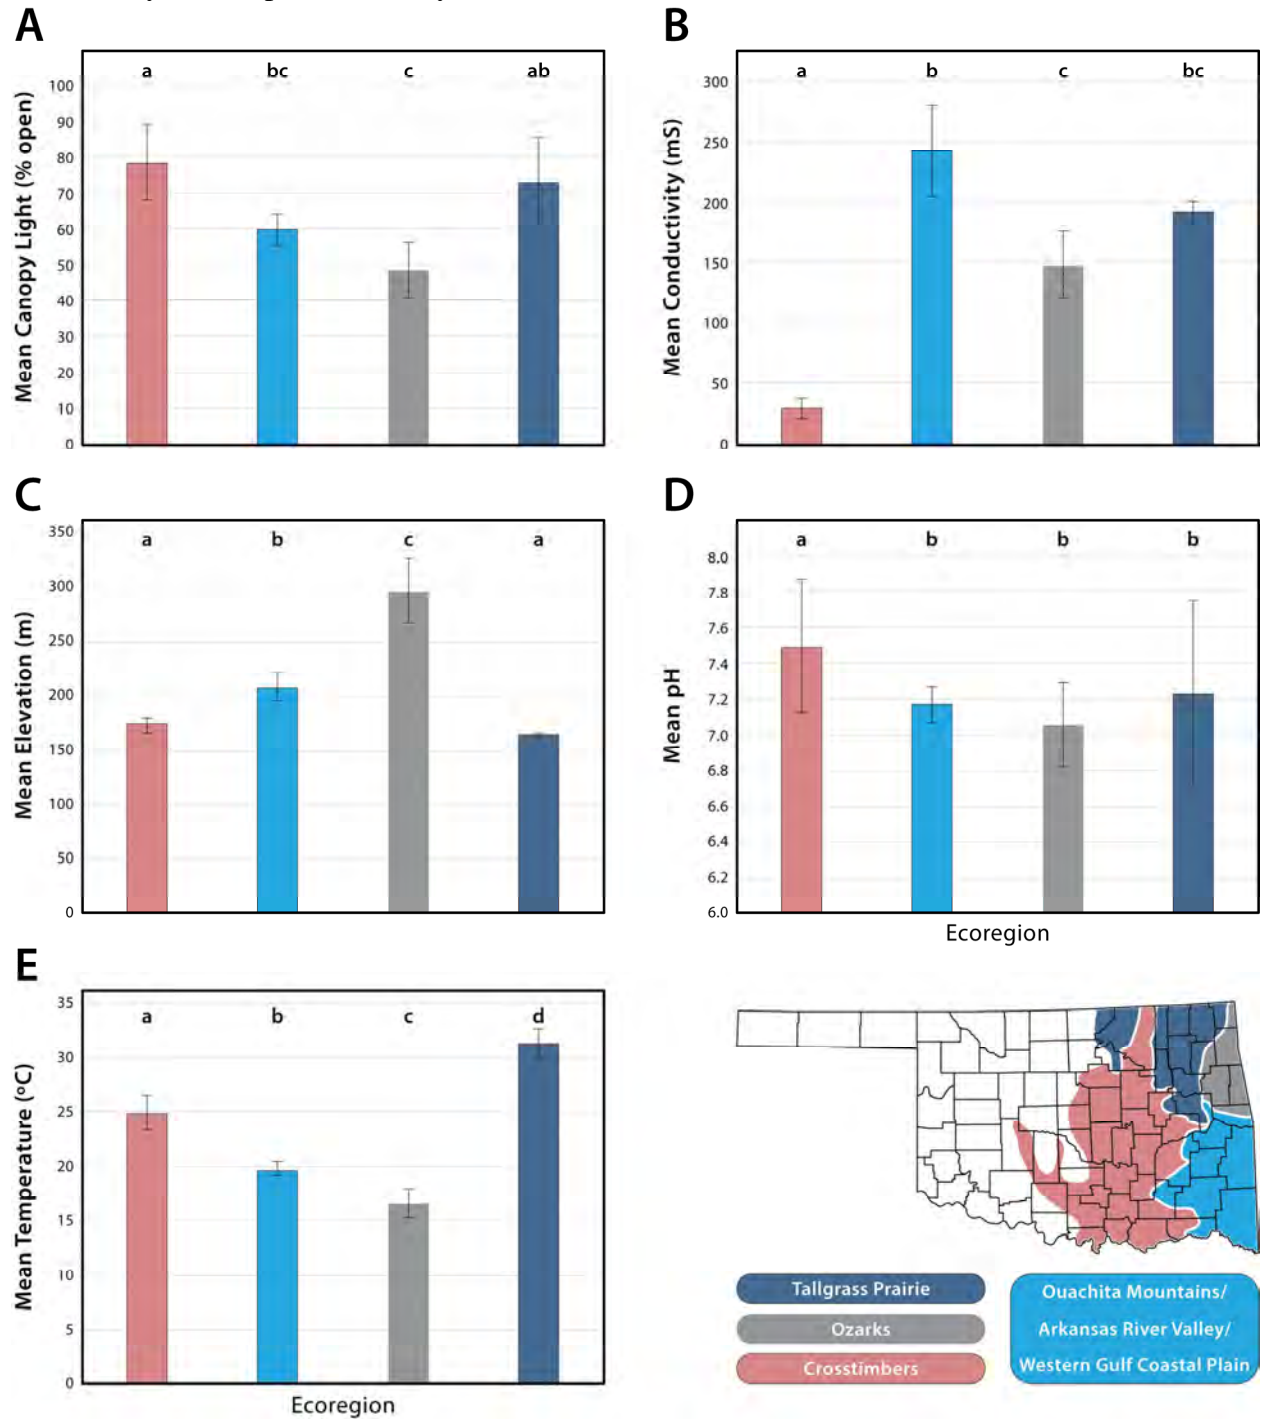 A
Mean Canopy Light (% open)
a bc c ab
100
90
80
70
60
50
40
30
20
10
0
B
Mean Conductivity (mS)
a b c bc
300
250
200
150
100
50
0
C
Mean Elevation (m)
a b c a
350
300
250
200
150
100
50
0
D
Mean pH
a b b b
8.0
7.8
7.6
7.4
7.2
7.0
6.8
6.6
6.4
6.2
6.0
Ecoregion
E
Mean Temperature (ºC)
a b c d
35
30
25
20
15
10
5
0
Ecoregion
Tallgrass Prairie
Ozarks
Crosstimbers
Ouachita Mountains/
Arkansas River Valley/
Western Gulf Coastal Plain